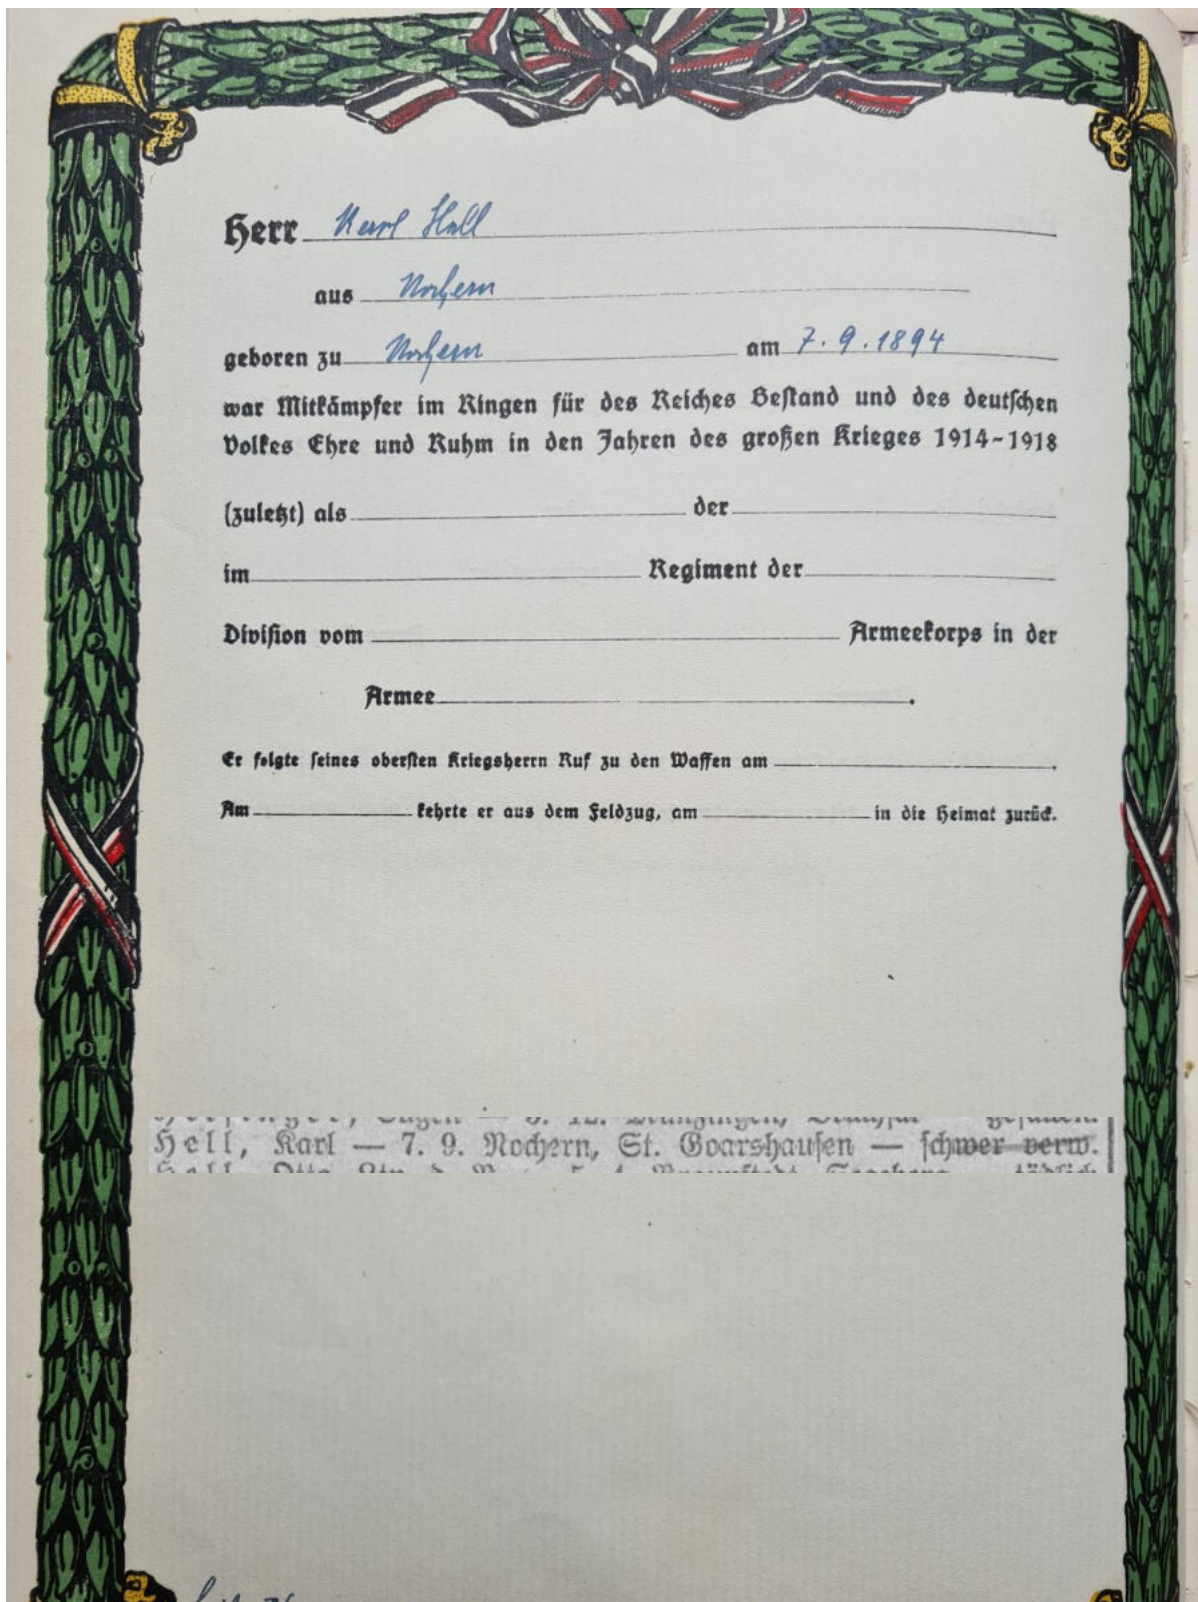 Herr Karl Hell
aus Nochern
geboren zu Nochern am 7.9.1894
war Mitkämpfer im Ringen für des Reiches Bestand und des deutschen
Volkes Ehre und Ruhm in den Jahren des großen Krieges 1914-1918
(zuletzt) als der
im Regiment der
Division vom Armeekorps in der
Armee .
Er folgte seines obersten Kriegsherrn Ruf zu den Waffen am .
Am kehrte er aus dem Feldzug, am in die Heimat zurück.
Hell, Karl — 7. 9. Nochern, St. Goarshausen — schwer verw.